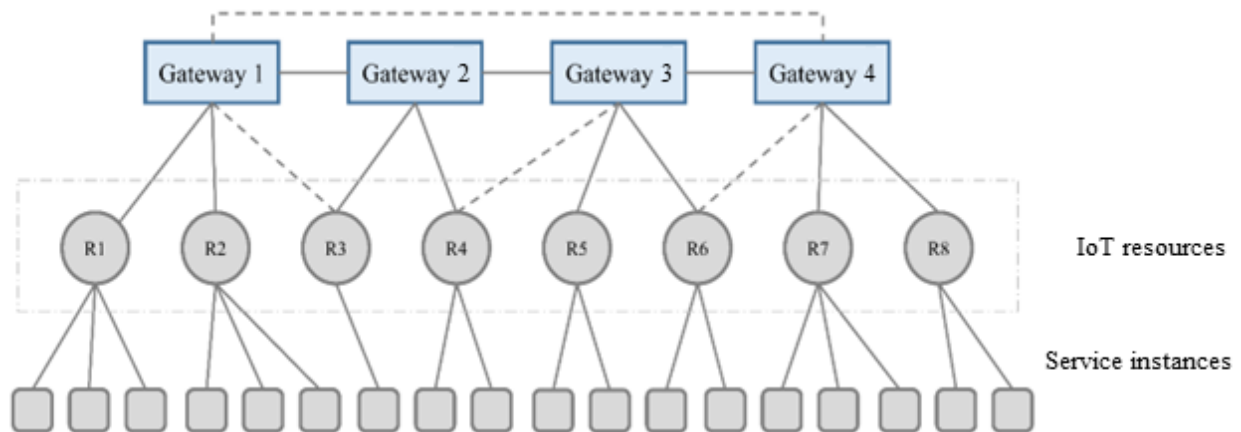 Gateway 1
Gateway 2
Gateway 3
Gateway 4
R1
R2
R3
R4
R5
R6
R7
R8
IoT resources
Service instances